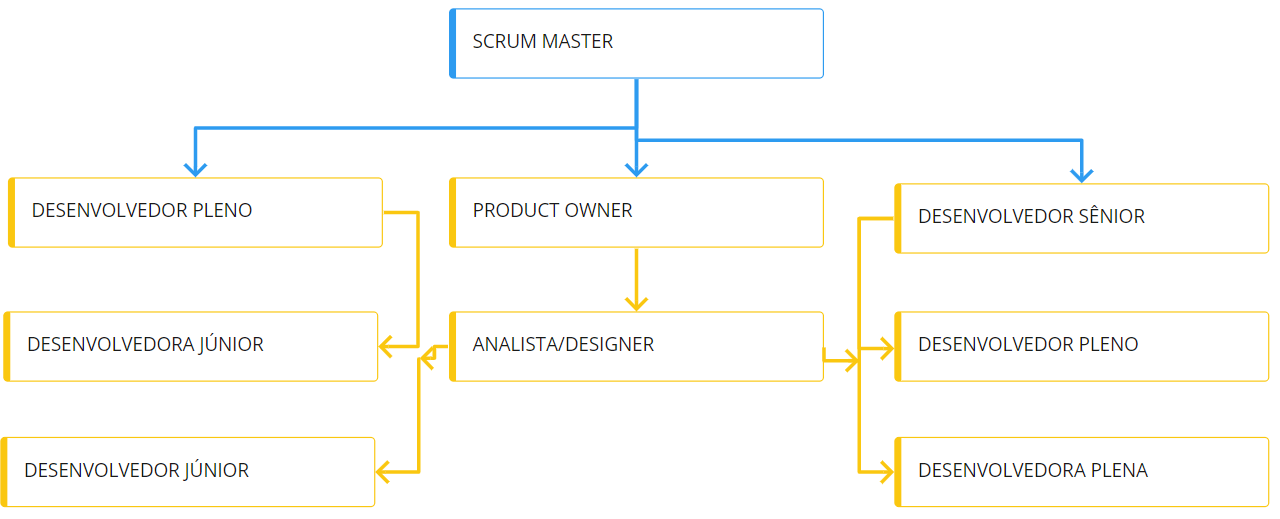 SCRUM MASTER
DESENVOLVEDOR PLENO
PRODUCT OWNER
DESENVOLVEDOR SÊNIOR
DESENVOLVEDORA JÚNIOR
ANALISTA/DESIGNER
DESENVOLVEDOR PLENO
DESENVOLVEDOR JÚNIOR
DESENVOLVEDORA PLENA